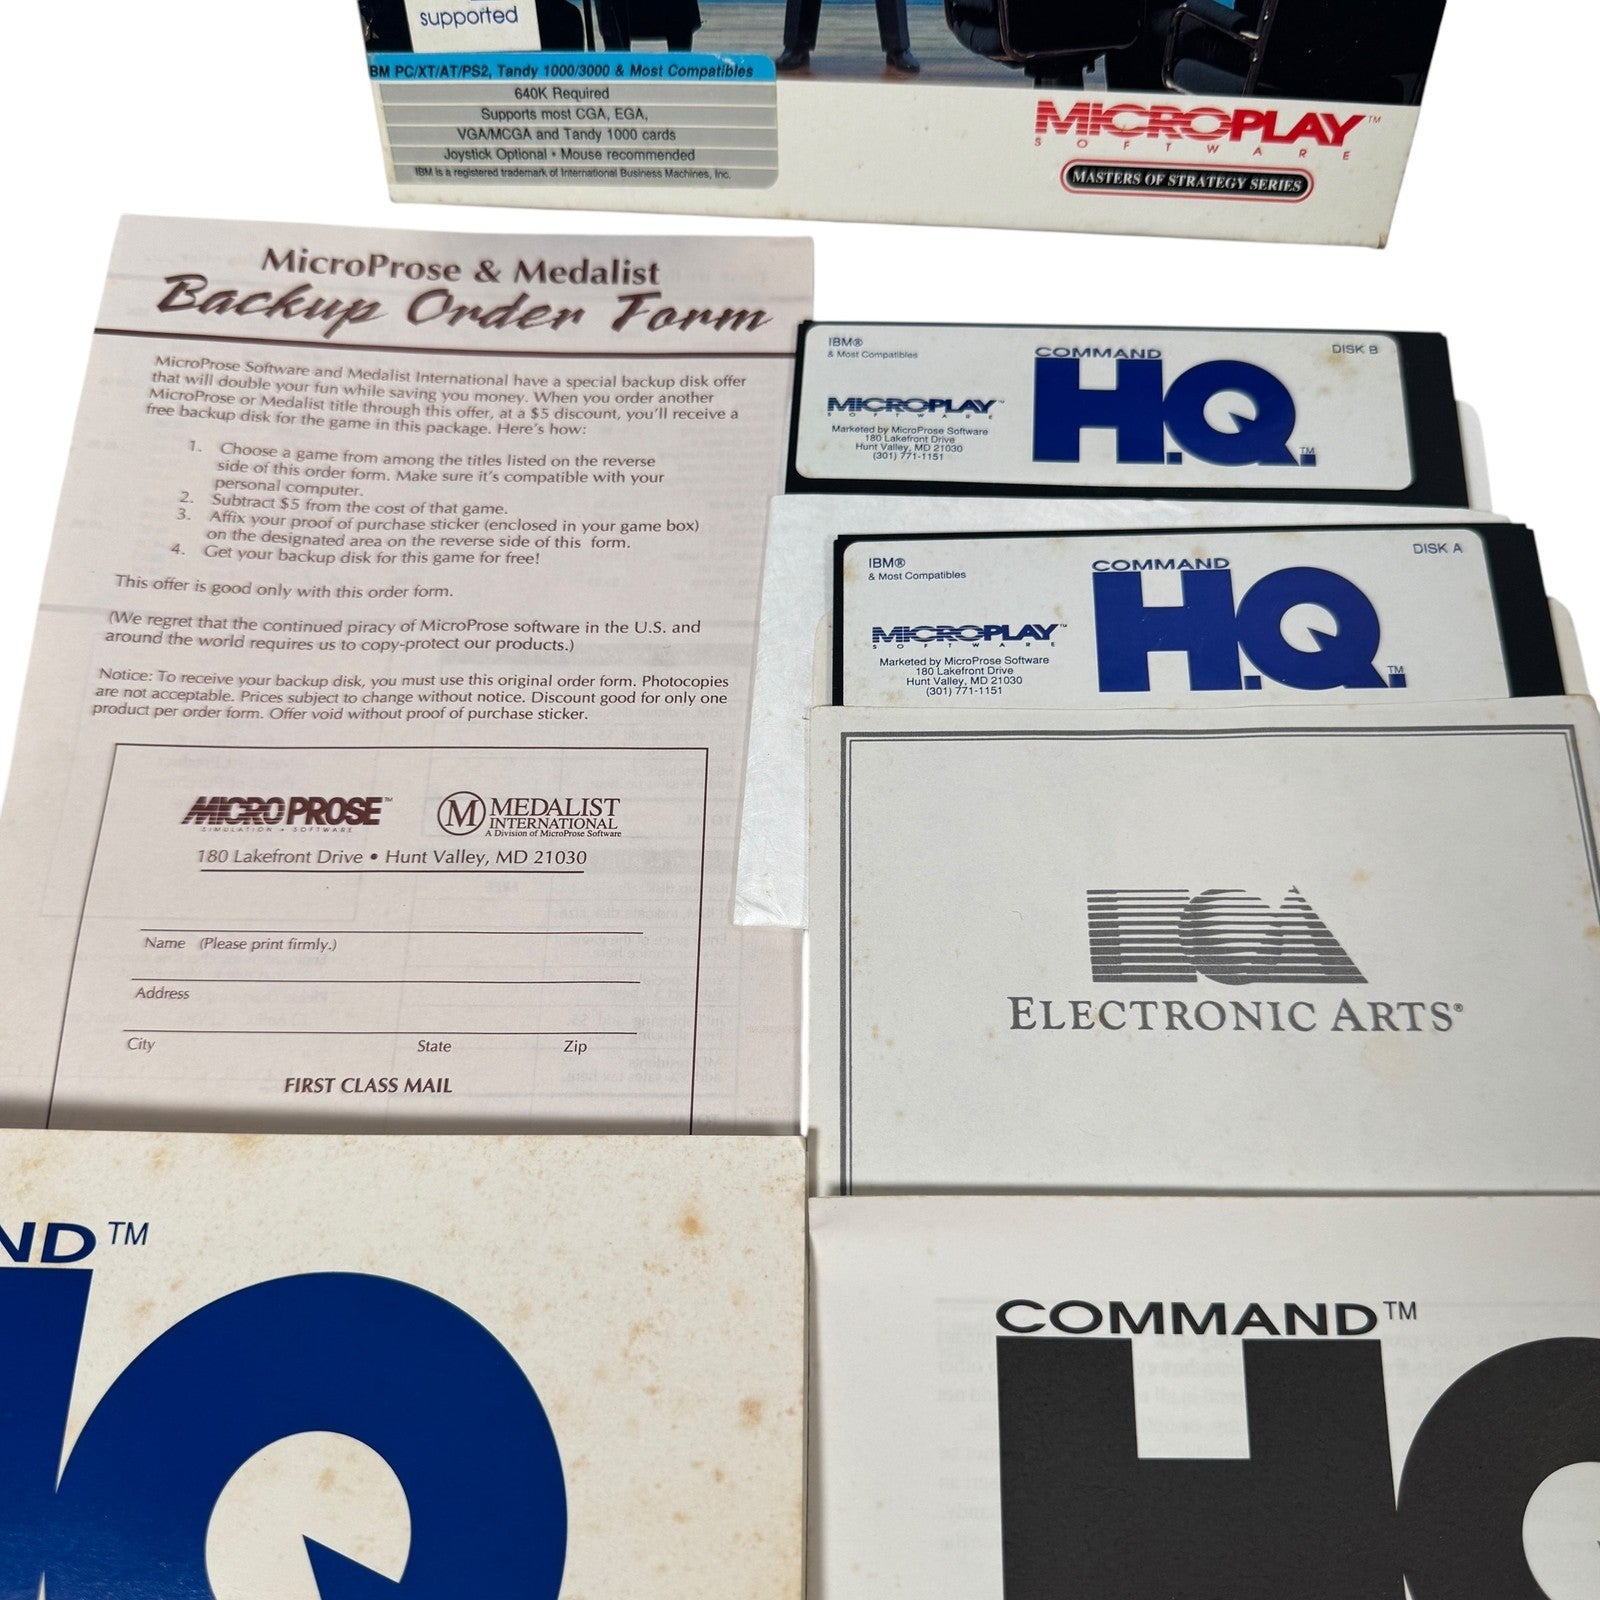 supported
BM PC/XT/AT/PS2, Tandy 1000/3000 & Most Compatibles
640K Required
Supports most CGA, EGA,
VGA/MCGA and Tandy 1000 cards
Joystick Optional • Mouse recommended
IBM is a registered trademark of International Business Machines, Inc.
MICROPLAY™
SOFTWARE
MASTERS OF STRATEGY SERIES
MicroProse & Medalist
Backup Order Form
MicroProse Software and Medalist International have a special backup disk offer
that will double your fun while saving you money. When you order another
MicroProse or Medalist title through this offer, at a $5 discount, you'll receive a
free backup disk for the game in this package. Here's how:
1. Choose a game from among the titles listed on the reverse
side of this order form. Make sure it's compatible with your
personal computer.
2. Subtract $5 from the cost of that game.
3. Affix your proof of purchase sticker (enclosed in your game box)
on the designated area on the reverse side of this form.
4. Get your backup disk for this game for free!
This offer is good only with this order form.
(We regret that the continued piracy of MicroProse software in the U.S. and
around the world requires us to copy-protect our products.)
Notice: To receive your backup disk, you must use this original order form. Photocopies
are not acceptable. Prices subject to change without notice. Discount good for only one
product per order form. Offer void without proof of purchase sticker.
MICROPROSE™
SIMULATION • SOFTWARE
M MEDALIST
INTERNATIONAL
A Division of MicroProse Software
180 Lakefront Drive • Hunt Valley, MD 21030
Name (Please print firmly.)
Address
City State Zip
FIRST CLASS MAIL
IBM®
& Most Compatibles
COMMAND
H.Q.™
DISK B
MICROPLAY™
SOFTWARE
Marketed by MicroProse Software
180 Lakefront Drive
Hunt Valley, MD 21030
(301) 771-1151
IBM®
& Most Compatibles
COMMAND
H.Q.™
DISK A
MICROPLAY™
SOFTWARE
Marketed by MicroProse Software
180 Lakefront Drive
Hunt Valley, MD 21030
(301) 771-1151
ELECTRONIC ARTS®
ND™
Q
COMMAND™
HQ